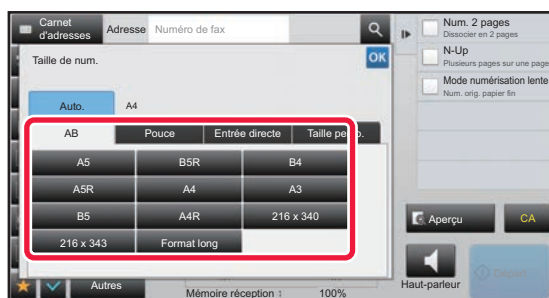 Carnet d'adresses
Adresse
Numéro de fax
Taille de num.
OK
Auto.
A4
AB
Pouce
Entrée directe
Taille
A5
B5R
B4
A5R
A4
A3
B5
A4R
216 x 340
216 x 343
Format long
Autres
Mémoire réception :
100%
Num. 2 pages
Dissocier en 2 pages
N-Up
Plusieurs pages sur une page
Mode numérisation lente
Num. orig. papier fin
Aperçu
CA
Haut-parleur
Départ